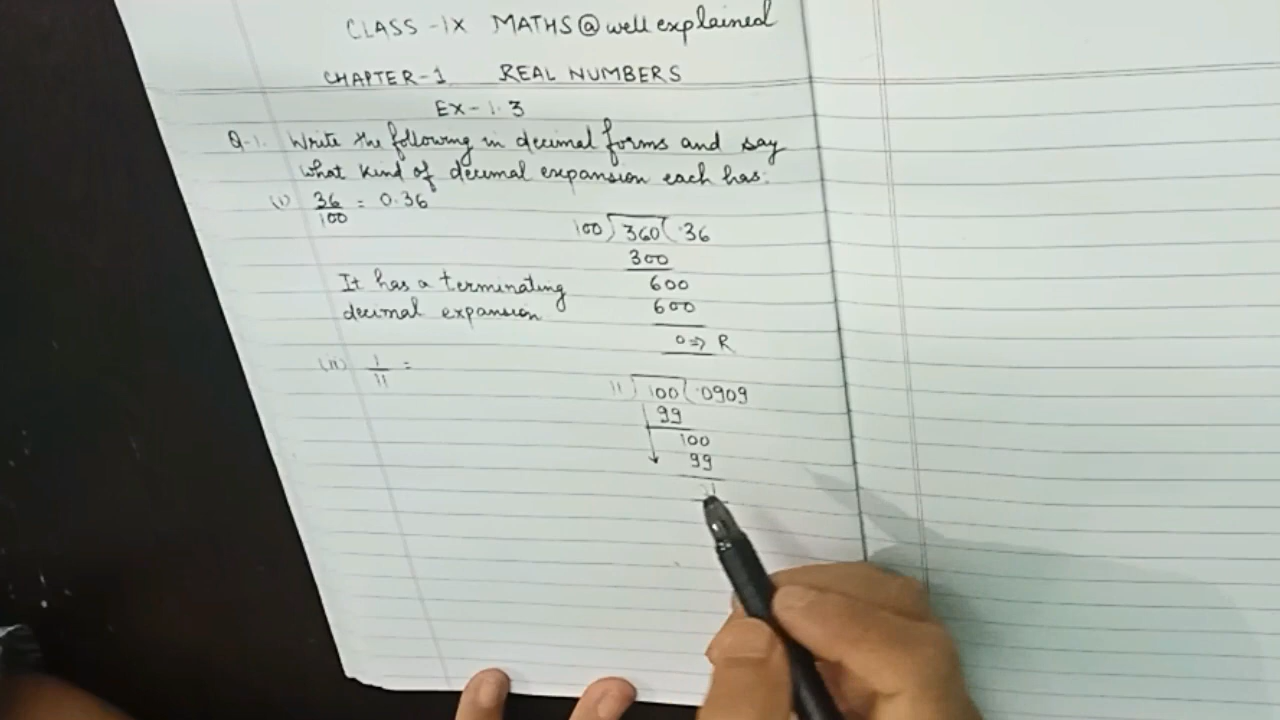 CLASS -IX MATHS@well explained
CHAPTER-1 REAL NUMBERS
EX-1.3
Q-1. Write the following in decimal forms and say
what kind of decimal expansion each has:
(i) 36/100 = 0.36
100 ) 360 ( .36
300
600
600
0 => R
It has a terminating
decimal expansion
(ii) 1/11 =
11 ) 100 ( .0909
99
100
99
1